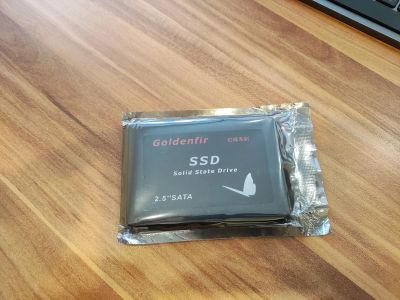 Goldenfir
SSD
Solid State Drive
2.5"SATA